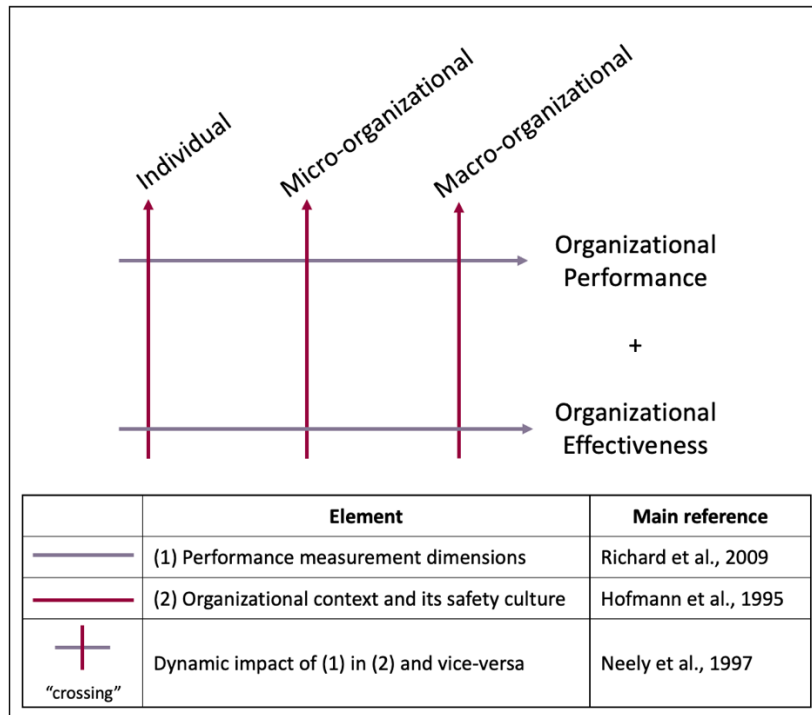 Individual
Micro-organizational
Macro-organizational
Organizational
Performance
+
Organizational
Effectiveness
Element Main reference
(1) Performance measurement dimensions Richard et al., 2009
(2) Organizational context and its safety culture Hofmann et al., 1995
Dynamic impact of (1) in (2) and vice-versa Neely et al., 1997
“crossing”